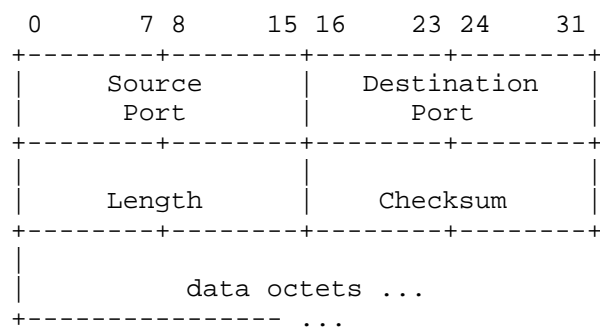 0 7 8 15 16 23 24 31
+--------+--------+--------+--------+
| Source | Destination |
| Port | Port |
+--------+--------+--------+--------+
| | |
| Length | Checksum |
+--------+--------+--------+--------+
|
| data octets ...
+---------------- ...